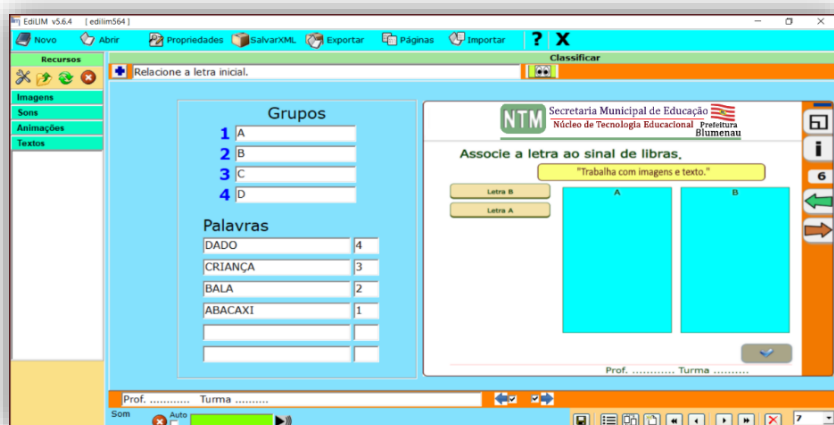 EdiLIM v5.6.4 [ edilim564 ]
Novo Abrir Propriedades SalvarXML Exportar Páginas Importar ? X
Recursos
Classificar
Relacione a letra inicial.
Imagens
Sons
Animações
Textos
Grupos
1 A
2 B
3 C
4 D
Palavras
DADO 4
CRIANÇA 3
BALA 2
ABACAXI 1
NTM Secretaria Municipal de Educação
Núcleo de Tecnologia Educacional Prefeitura
Blumenau
Associe a letra ao sinal de libras.
"Trabalha com imagens e texto."
Letra B
Letra A
A B
Prof. ............ Turma ..........
i
6
Prof. ............ Turma ..........
Som Auto
7